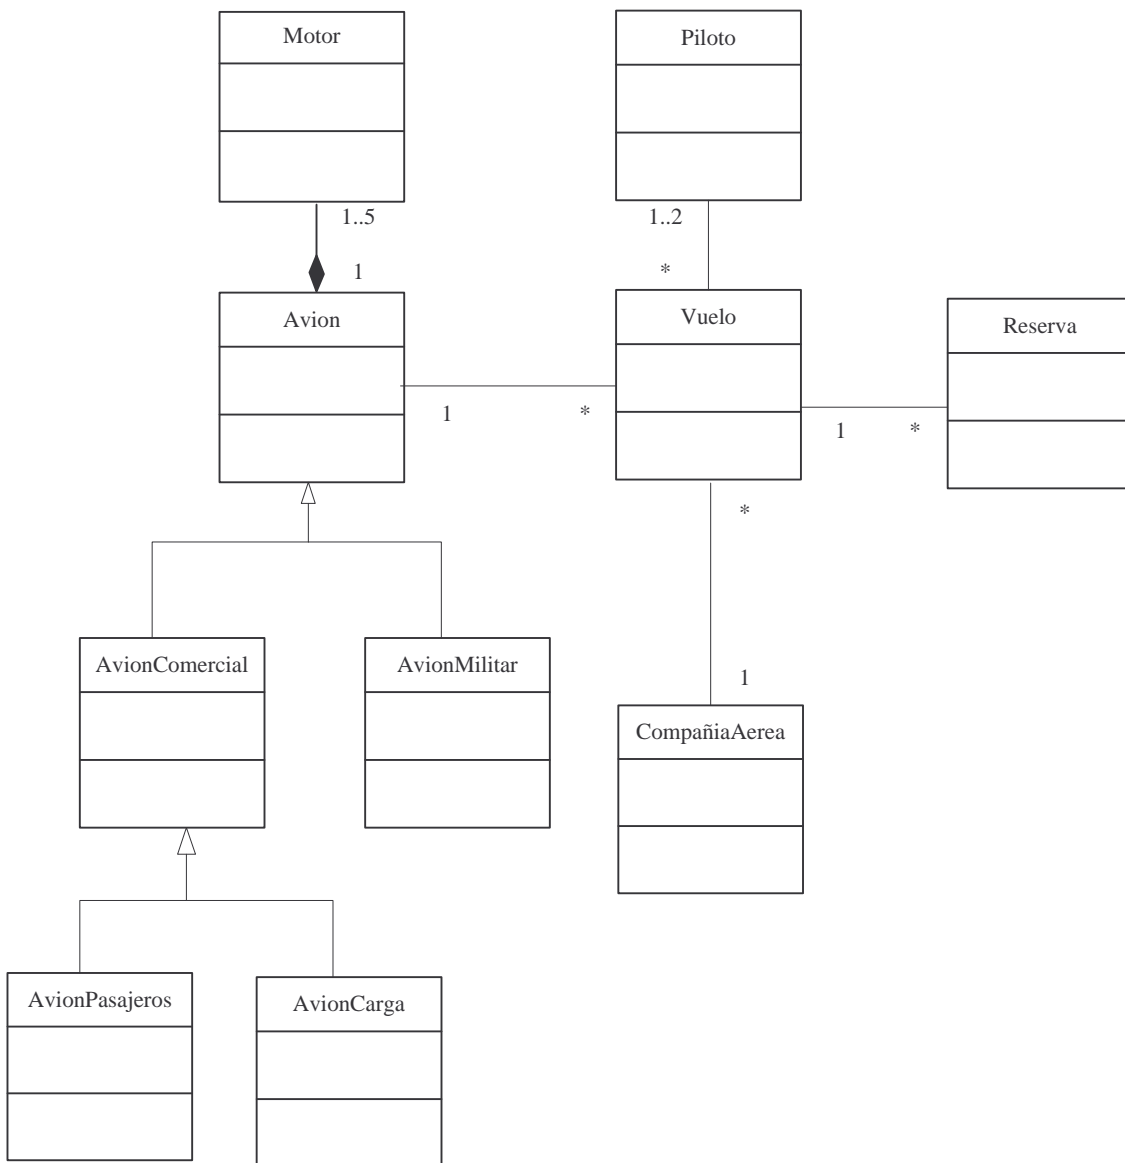 Motor
Piloto
1..5
1..2
1
*
Avion
Vuelo
Reserva
1
*
1
*
*
AvionComercial
AvionMilitar
1
CompañiaAerea
AvionPasajeros
AvionCarga